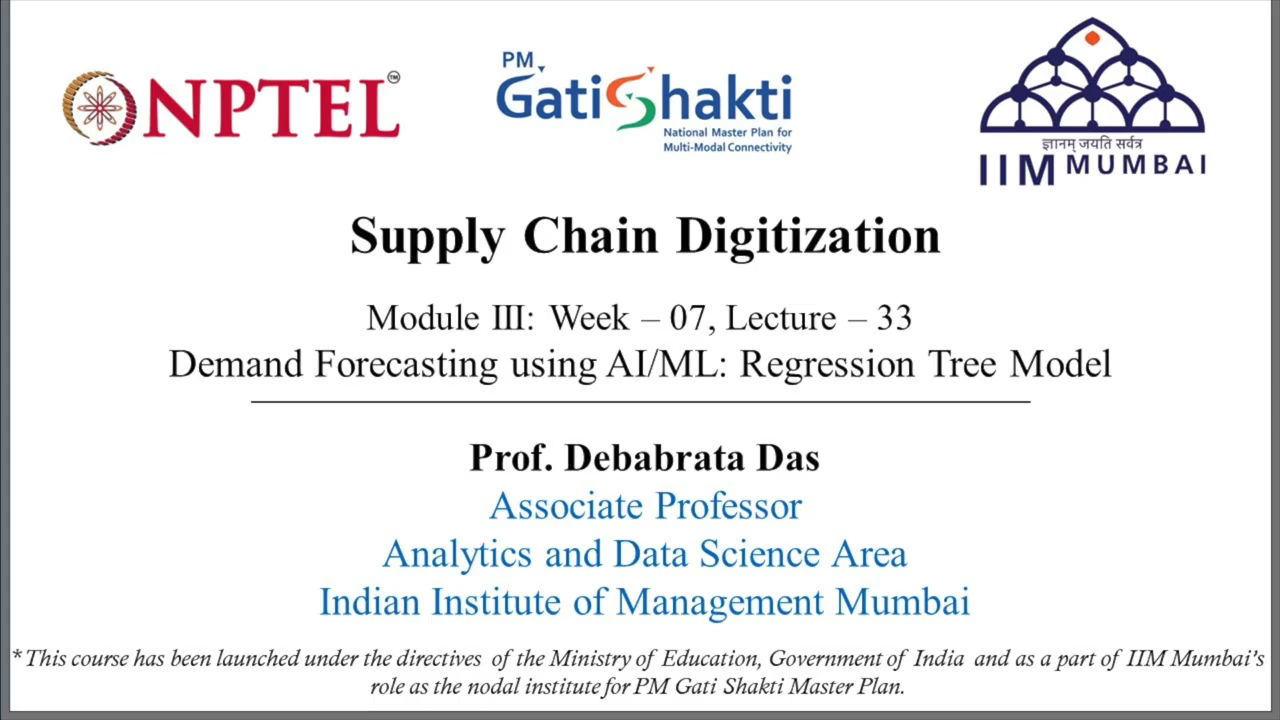 NPTEL™
PM
GatiShakti
National Master Plan for
Multi-Modal Connectivity
ज्ञानम् जयति सर्वत्र
IIM MUMBAI
Supply Chain Digitization
Module III: Week – 07, Lecture – 33
Demand Forecasting using AI/ML: Regression Tree Model
Prof. Debabrata Das
Associate Professor
Analytics and Data Science Area
Indian Institute of Management Mumbai
*This course has been launched under the directives of the Ministry of Education, Government of India and as a part of IIM Mumbai's
role as the nodal institute for PM Gati Shakti Master Plan.